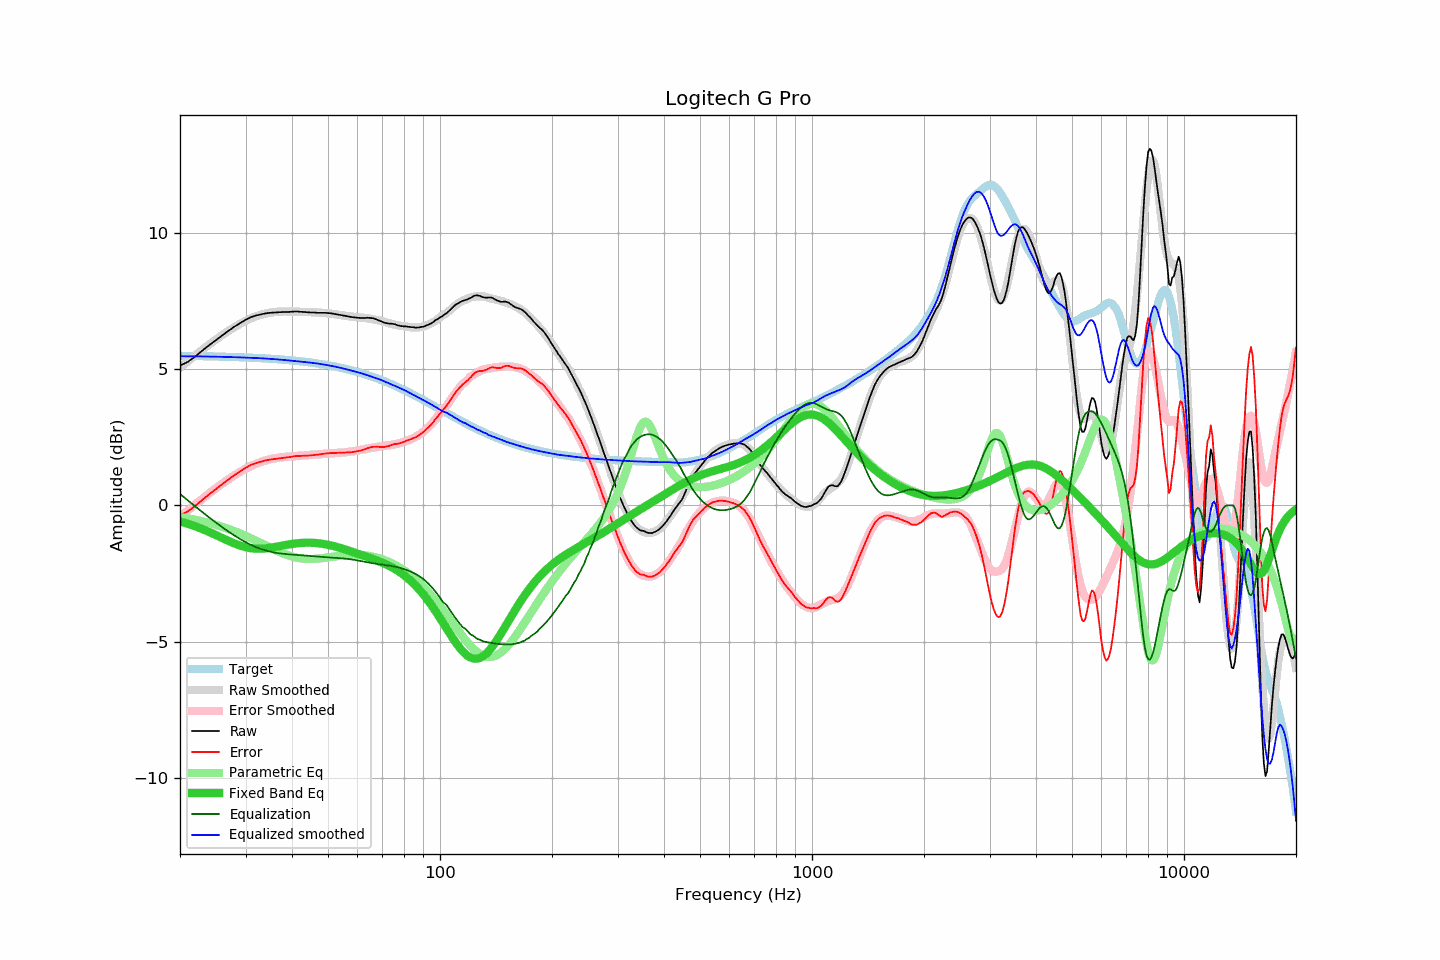 Logitech G Pro
Amplitude (dBr)
10
5
0
−5
−10
Target
Raw Smoothed
Error Smoothed
Raw
Error
Parametric Eq
Fixed Band Eq
Equalization
Equalized smoothed
100 1000 10000
Frequency (Hz)